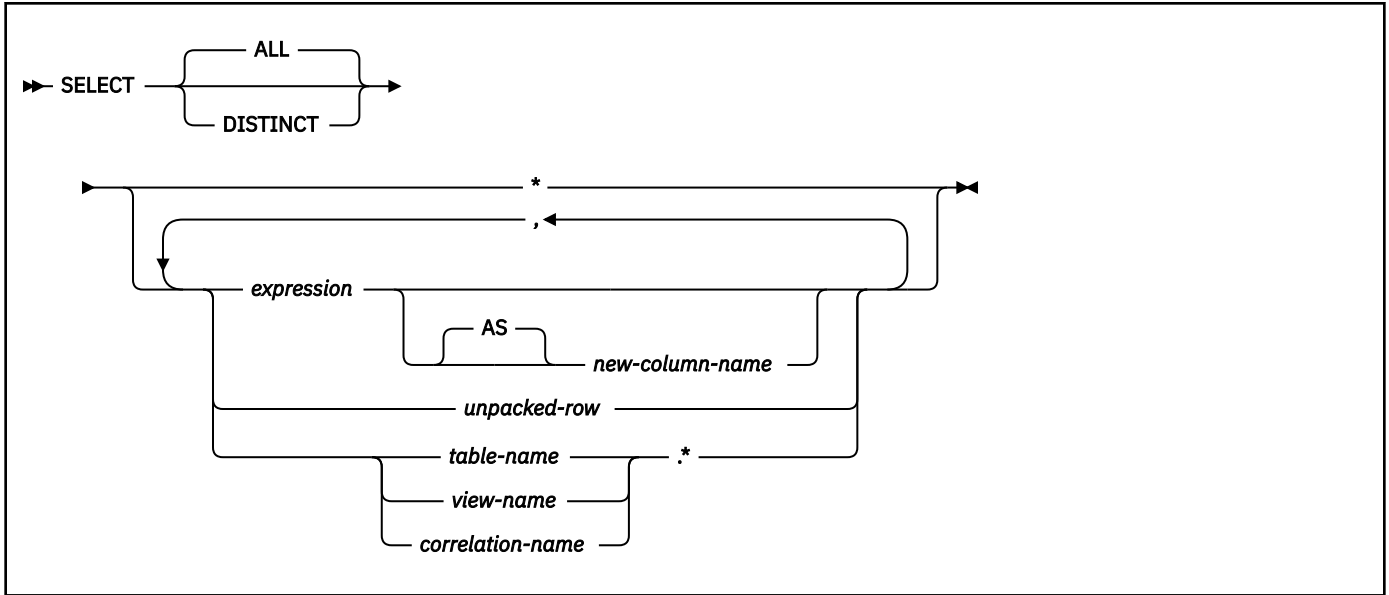 ALL
SELECT
DISTINCT
*
,
expression
AS
new-column-name
unpacked-row
table-name .*
view-name
correlation-name